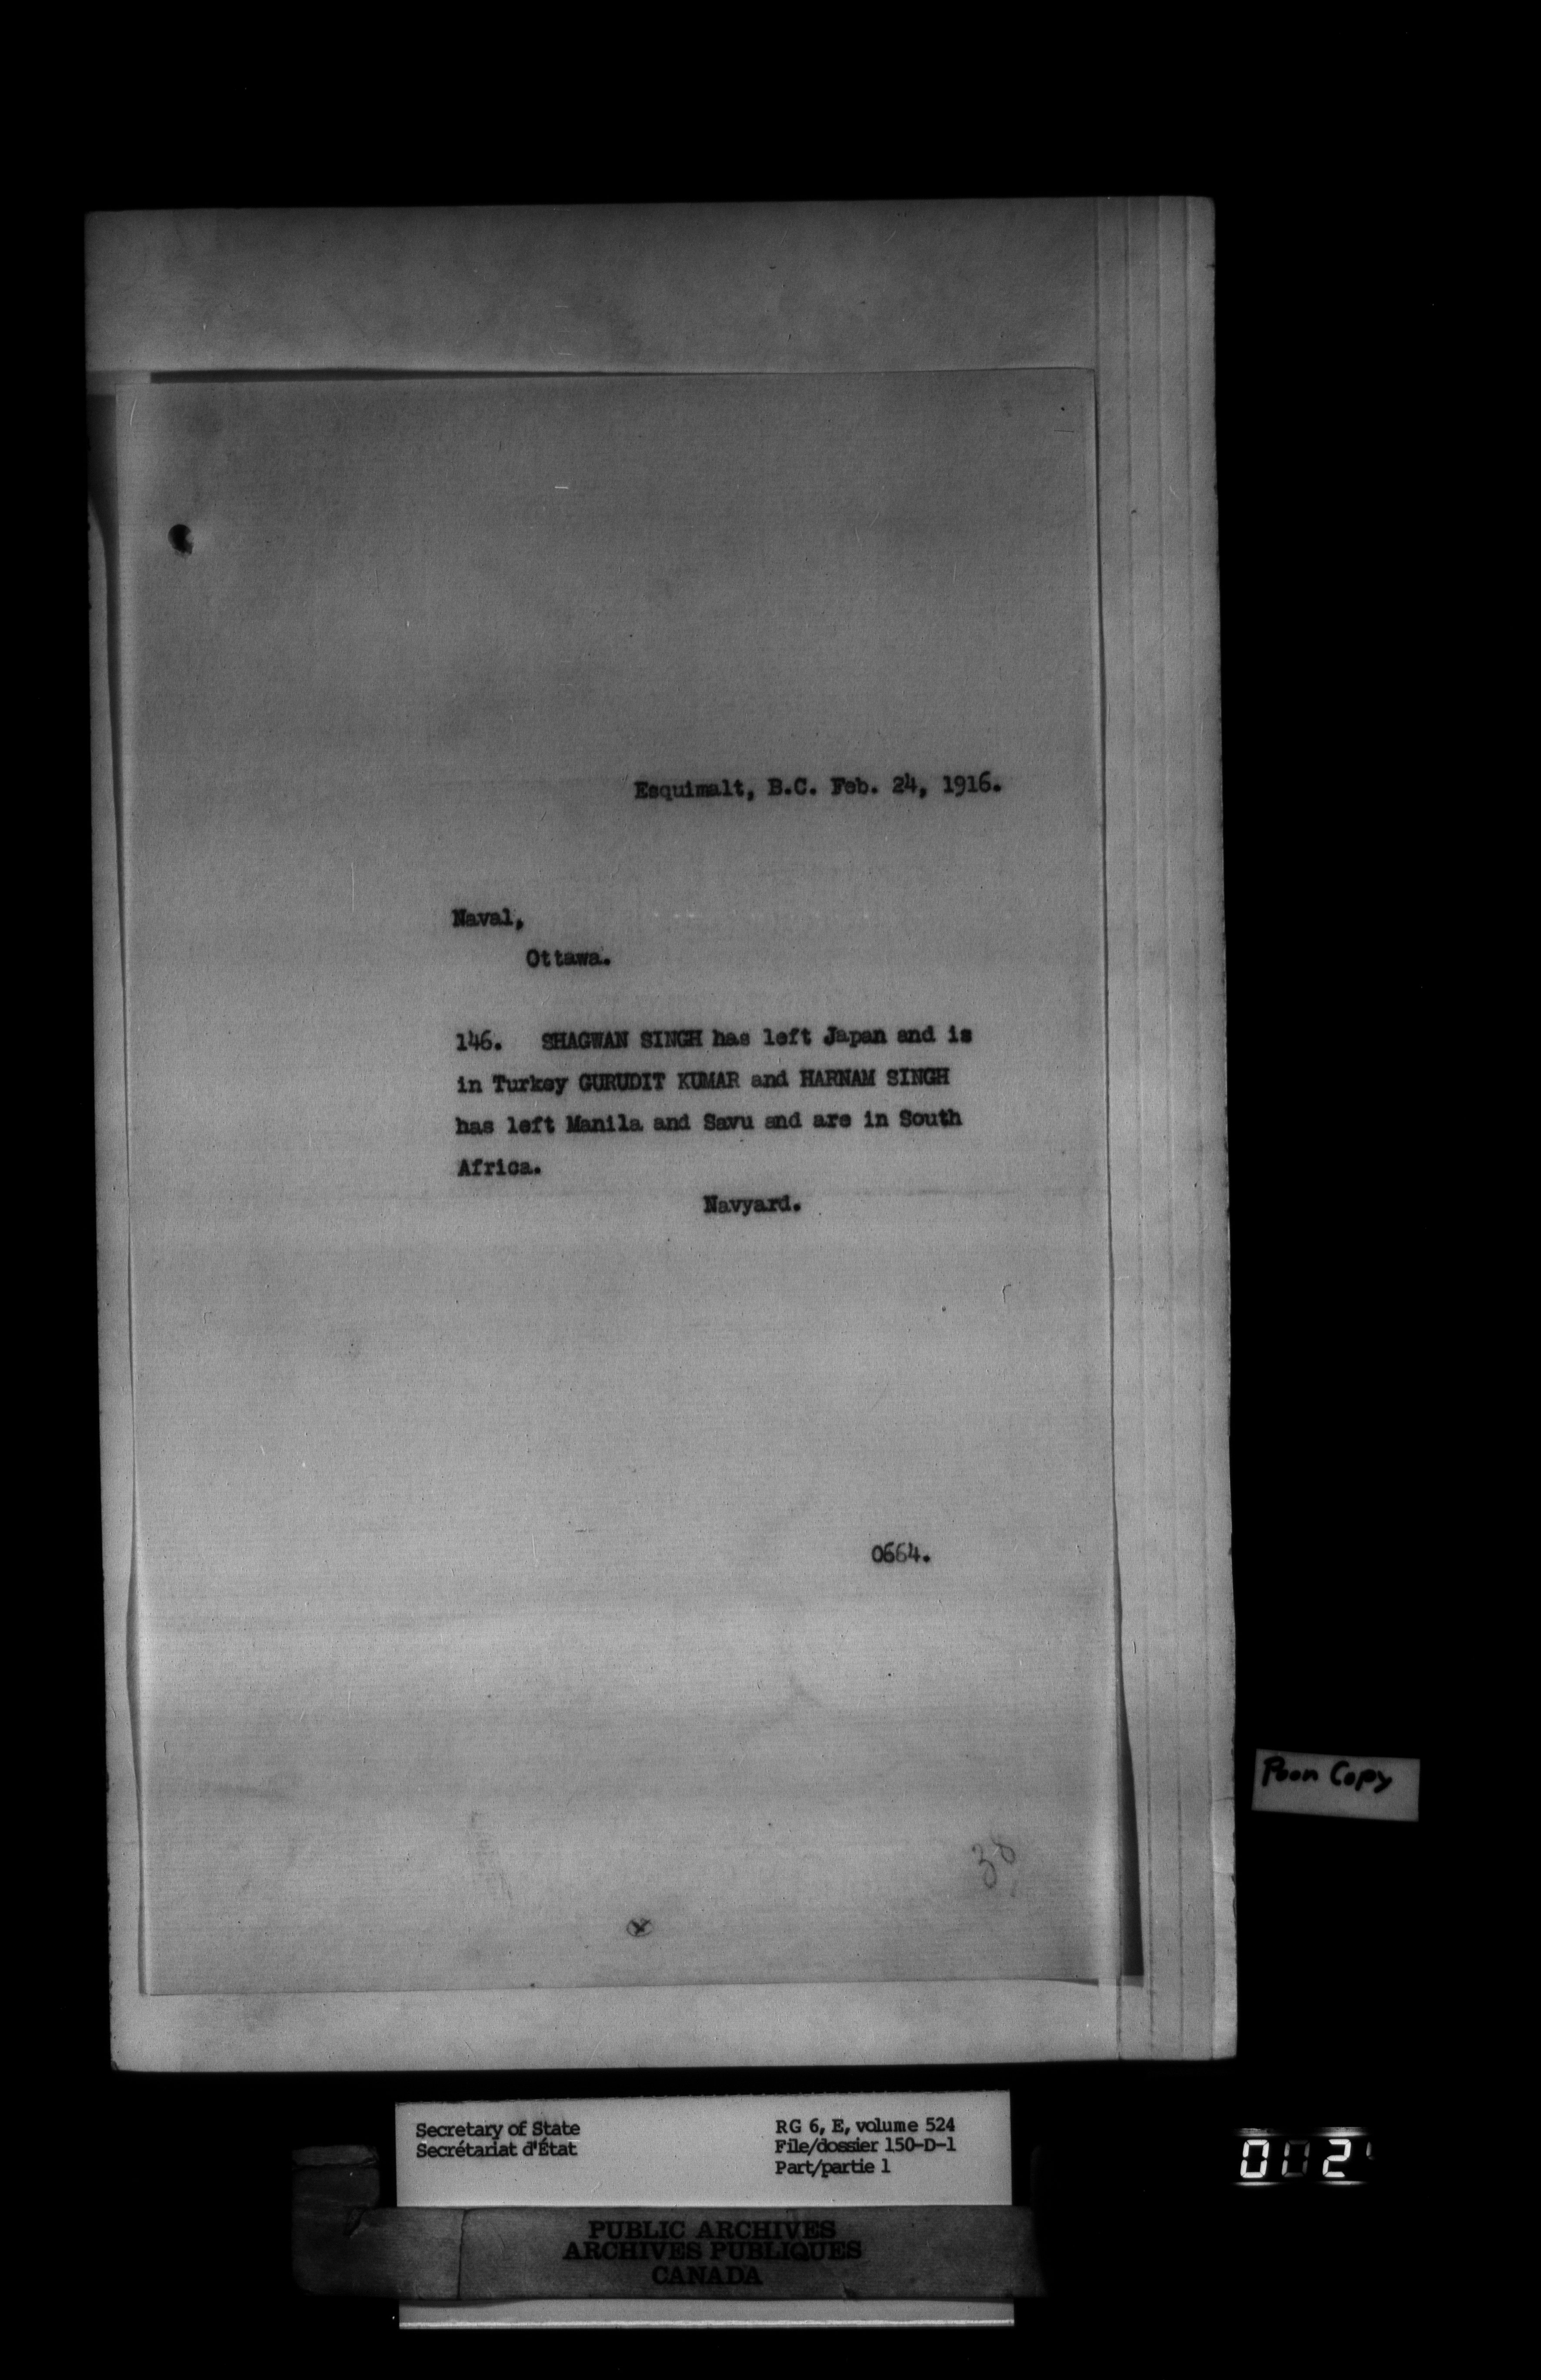 Esquimalt, B.C. Feb. 24, 1916.
Naval,
Ottawa.
146. SHAGWAN SINGH has left Japan and is
in Turkey GURUDIT KUMAR and HARNAM SINGH
has left Manila and Savu and are in South
Africa.
Navyard.
0664.
Poor Copy
38
Secretary of State
Secrétariat d'État
RG 6, E, volume 524
File/dossier 150-D-1
Part/partie 1
PUBLIC ARCHIVES
ARCHIVES PUBLIQUES
CANADA